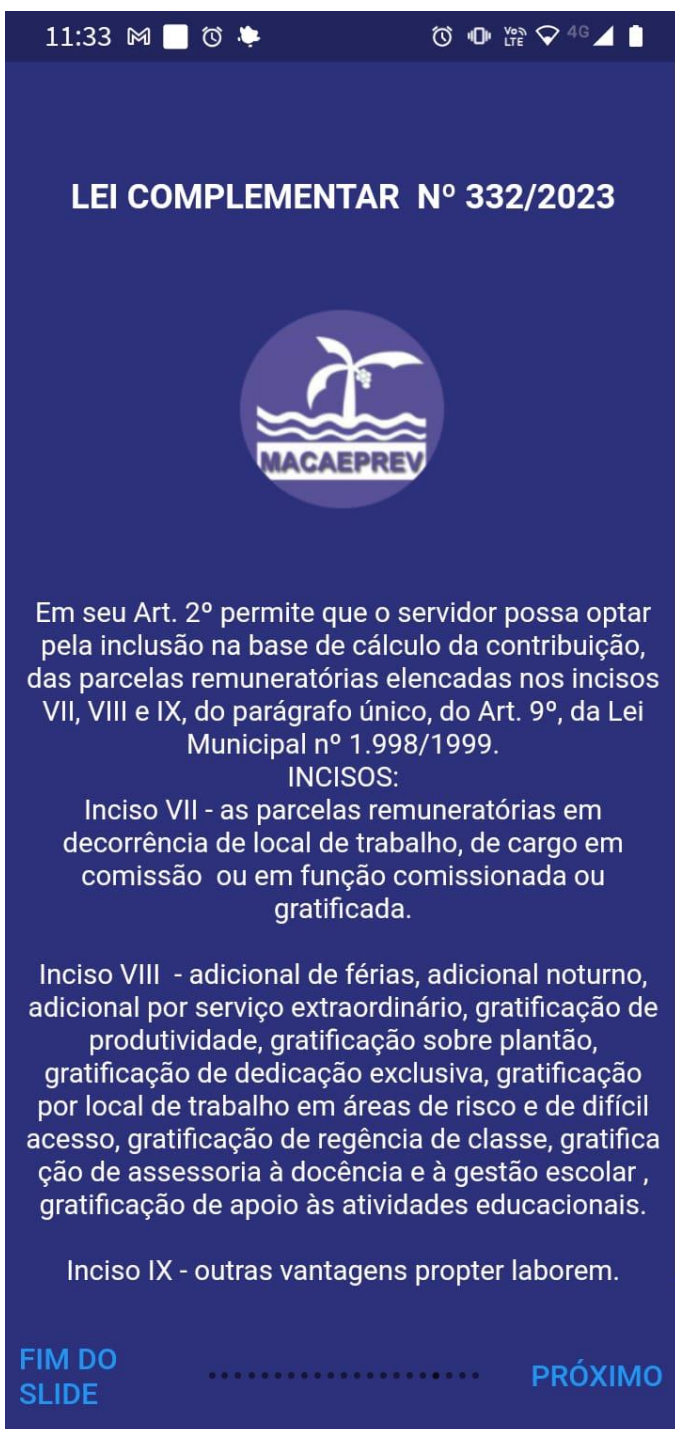 11:33
Vo))
LTE
4G
LEI COMPLEMENTAR Nº 332/2023
MACAEPREV
Em seu Art. 2º permite que o servidor possa optar
pela inclusão na base de cálculo da contribuição,
das parcelas remuneratórias elencadas nos incisos
VII, VIII e IX, do parágrafo único, do Art. 9º, da Lei
Municipal nº 1.998/1999.
INCISOS:
Inciso VII - as parcelas remuneratórias em
decorrência de local de trabalho, de cargo em
comissão  ou em função comissionada ou
gratificada.
Inciso VIII  - adicional de férias, adicional noturno,
adicional por serviço extraordinário, gratificação de
produtividade, gratificação sobre plantão,
gratificação de dedicação exclusiva, gratificação
por local de trabalho em áreas de risco e de difícil
acesso, gratificação de regência de classe, gratifica
ção de assessoria à docência e à gestão escolar ,
gratificação de apoio às atividades educacionais.
Inciso IX - outras vantagens propter laborem.
FIM DO
SLIDE
PRÓXIMO